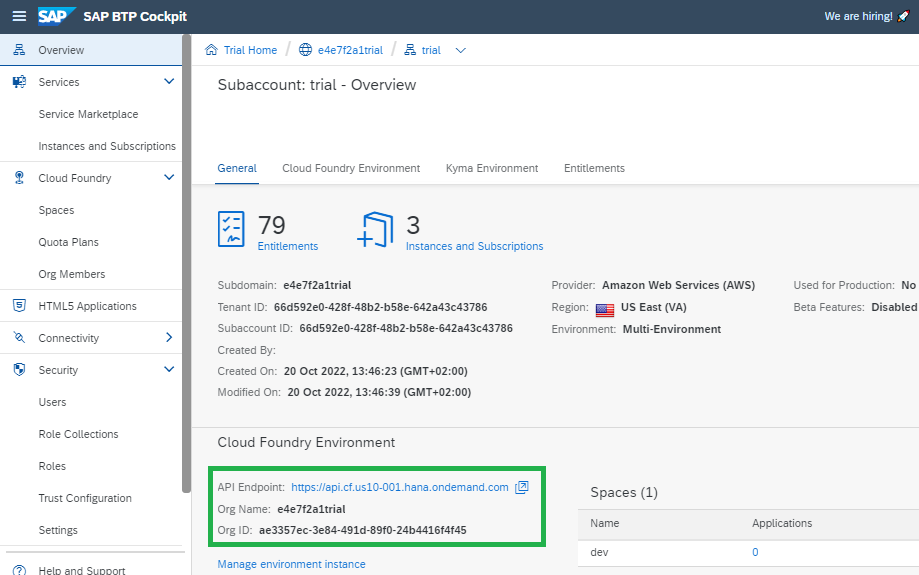 SAP SAP BTP Cockpit
We are hiring!
Overview
Services
Service Marketplace
Instances and Subscriptions
Cloud Foundry
Spaces
Quota Plans
Org Members
HTML5 Applications
Connectivity
Security
Users
Role Collections
Roles
Trust Configuration
Settings
Help and Support
Trial Home / e4e7f2a1trial / trial
Subaccount: trial - Overview
General Cloud Foundry Environment Kyma Environment Entitlements
79
Entitlements
3
Instances and Subscriptions
Subdomain: e4e7f2a1trial
Tenant ID: 66d592e0-428f-48b2-b58e-642a43c43786
Subaccount ID: 66d592e0-428f-48b2-b58e-642a43c43786
Created By:
Created On: 20 Oct 2022, 13:46:23 (GMT+02:00)
Modified On: 20 Oct 2022, 13:46:39 (GMT+02:00)
Provider: Amazon Web Services (AWS)
Region: US East (VA)
Environment: Multi-Environment
Used for Production: No
Beta Features: Disabled
Cloud Foundry Environment
API Endpoint: https://api.cf.us10-001.hana.ondemand.com
Org Name: e4e7f2a1trial
Org ID: ae3357ec-3e84-491d-89f0-24b4416f4f45
Manage environment instance
Spaces (1)
Name Applications
dev 0